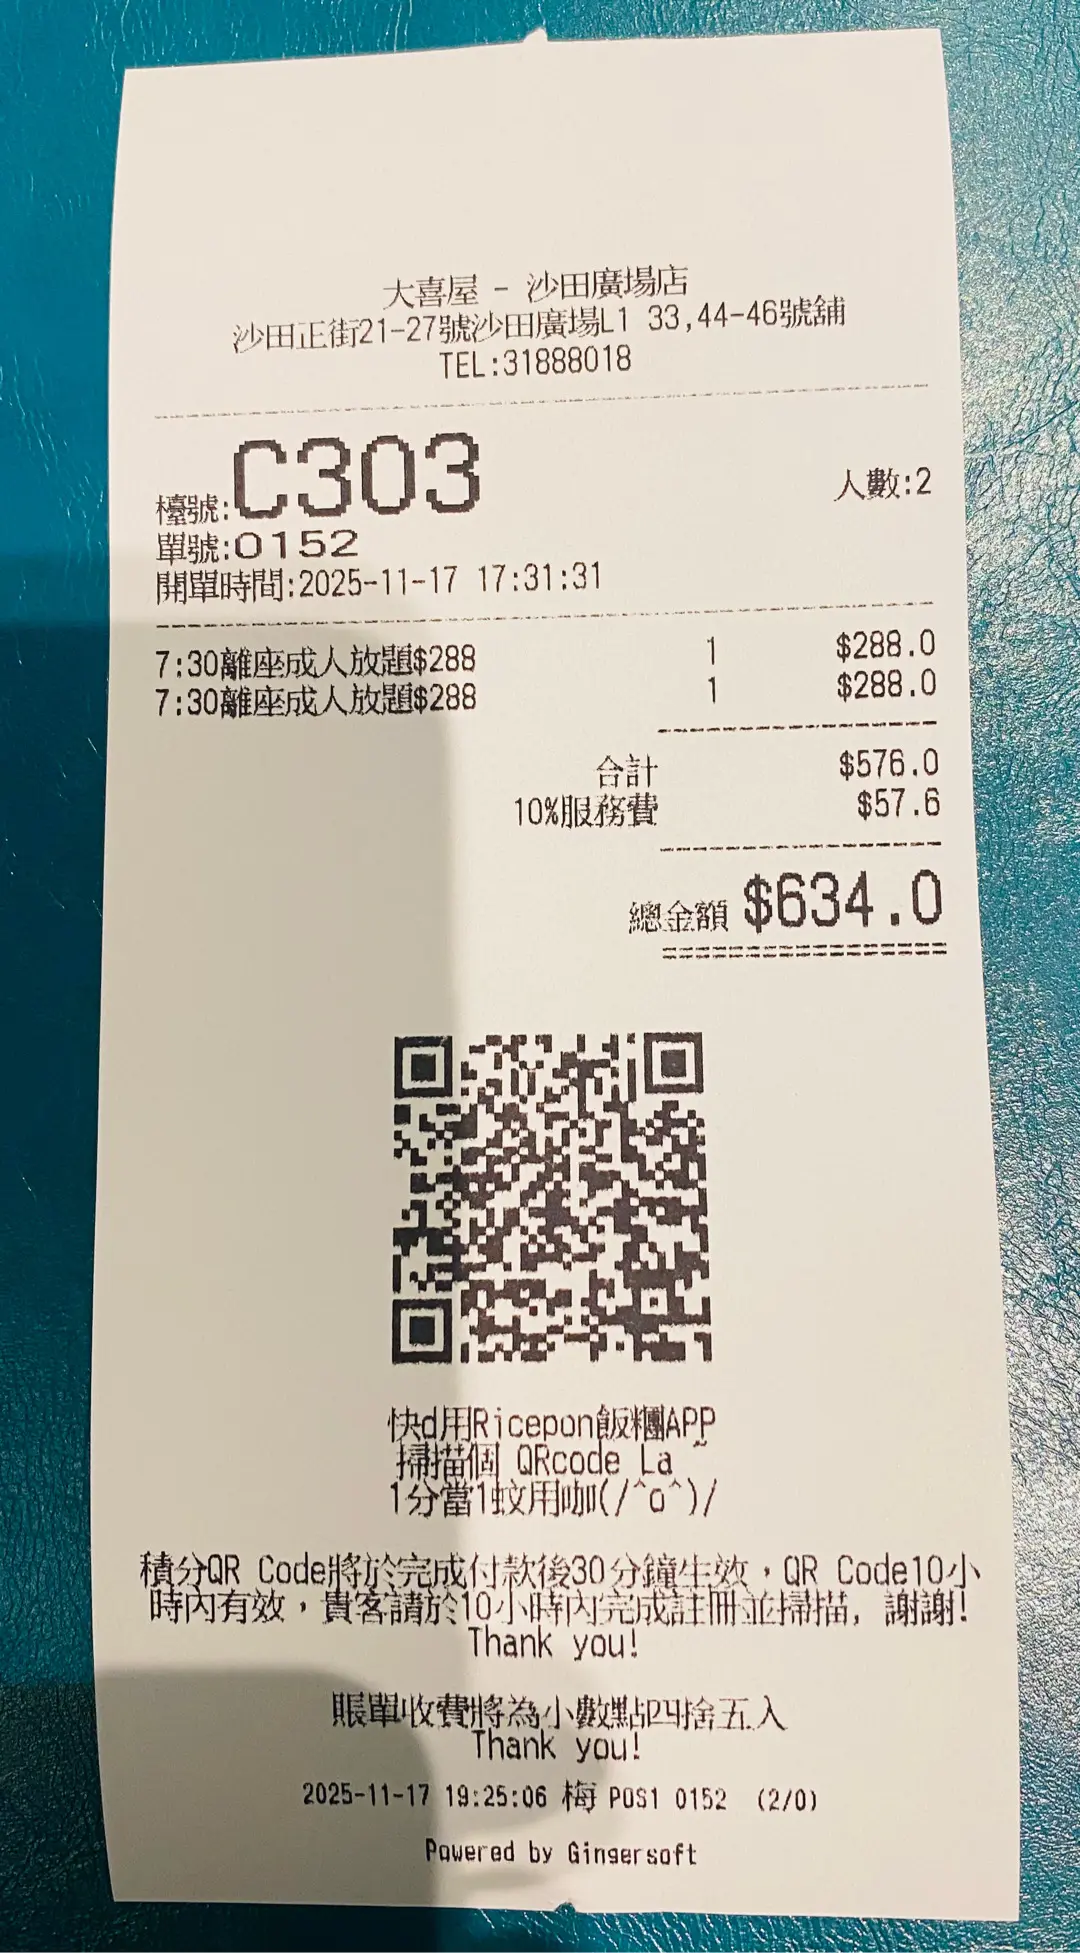 大喜屋 - 沙田廣場店
沙田正街21-27號沙田廣場L1 33,44-46號舖
TEL:31888018
檯號:C303 人數:2
單號:0152
開單時間:2025-11-17 17:31:31
7:30離座成人放題$288 1 $288.0
7:30離座成人放題$288 1 $288.0
合計 $576.0
10%服務費 $57.6
總金額 $634.0
快d用Ricepon飯糰APP
掃描個 QRcode La ~
1分當1蚊用咖(/^o^)/
積分QR Code將於完成付款後30分鐘生效，QR Code10小
時內有效，貴客請於10小時內完成註冊並掃描, 謝謝!
Thank you!
賬單收費將為小數點四捨五入
Thank you!
2025-11-17 19:25:06 梅 POS1 0152 (2/0)
Powered by Gingersoft